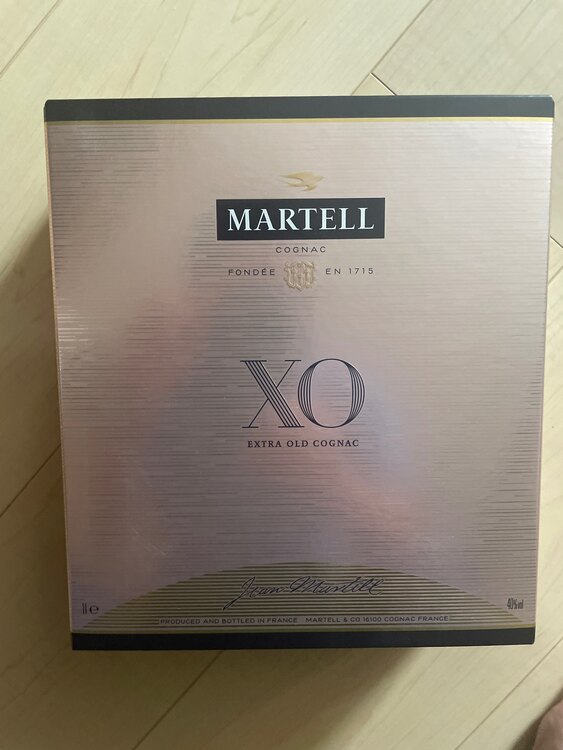 MARTELL
COGNAC
FONDÉE EN 1715
XO
EXTRA OLD COGNAC
Jean Martell
1l e 40%vol
PRODUCED AND BOTTLED IN FRANCE MARTELL & CO 16100 COGNAC FRANCE